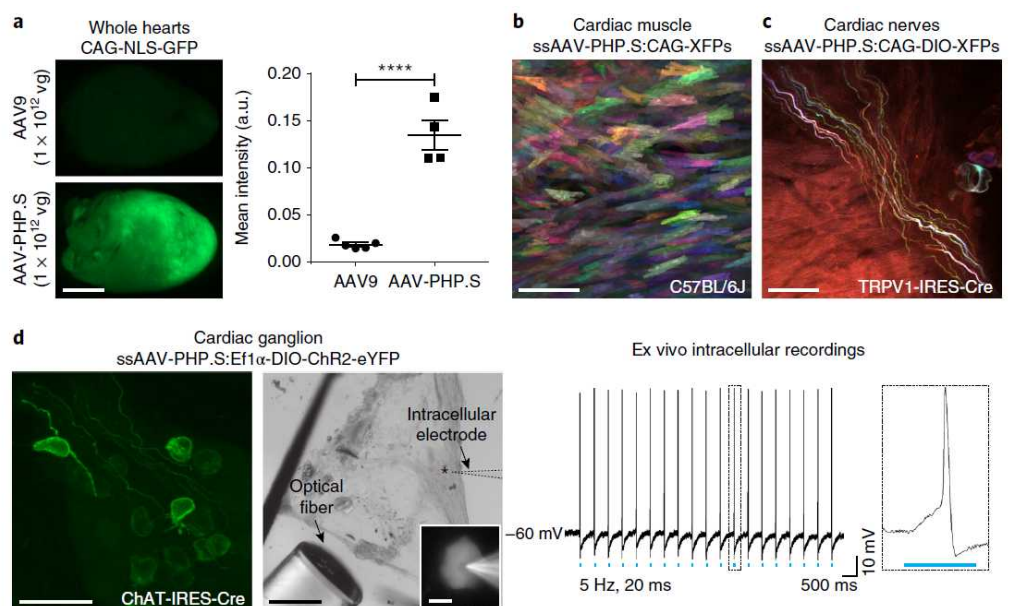 a
Whole hearts
CAG-NLS-GFP
AAV9
(1 × 10¹² vg)
AAV-PHP.S
(1 × 10¹² vg)
Mean intensity (a.u.)
0.20
0.15
0.10
0.05
0.00
****
AAV9 AAV-PHP.S
b
Cardiac muscle
ssAAV-PHP.S:CAG-XFPs
C57BL/6J
c
Cardiac nerves
ssAAV-PHP.S:CAG-DIO-XFPs
TRPV1-IRES-Cre
d
Cardiac ganglion
ssAAV-PHP.S:Ef1α-DIO-ChR2-eYFP
ChAT-IRES-Cre
Intracellular
electrode
*
Optical
fiber
Ex vivo intracellular recordings
–60 mV
5 Hz, 20 ms
500 ms
10 mV